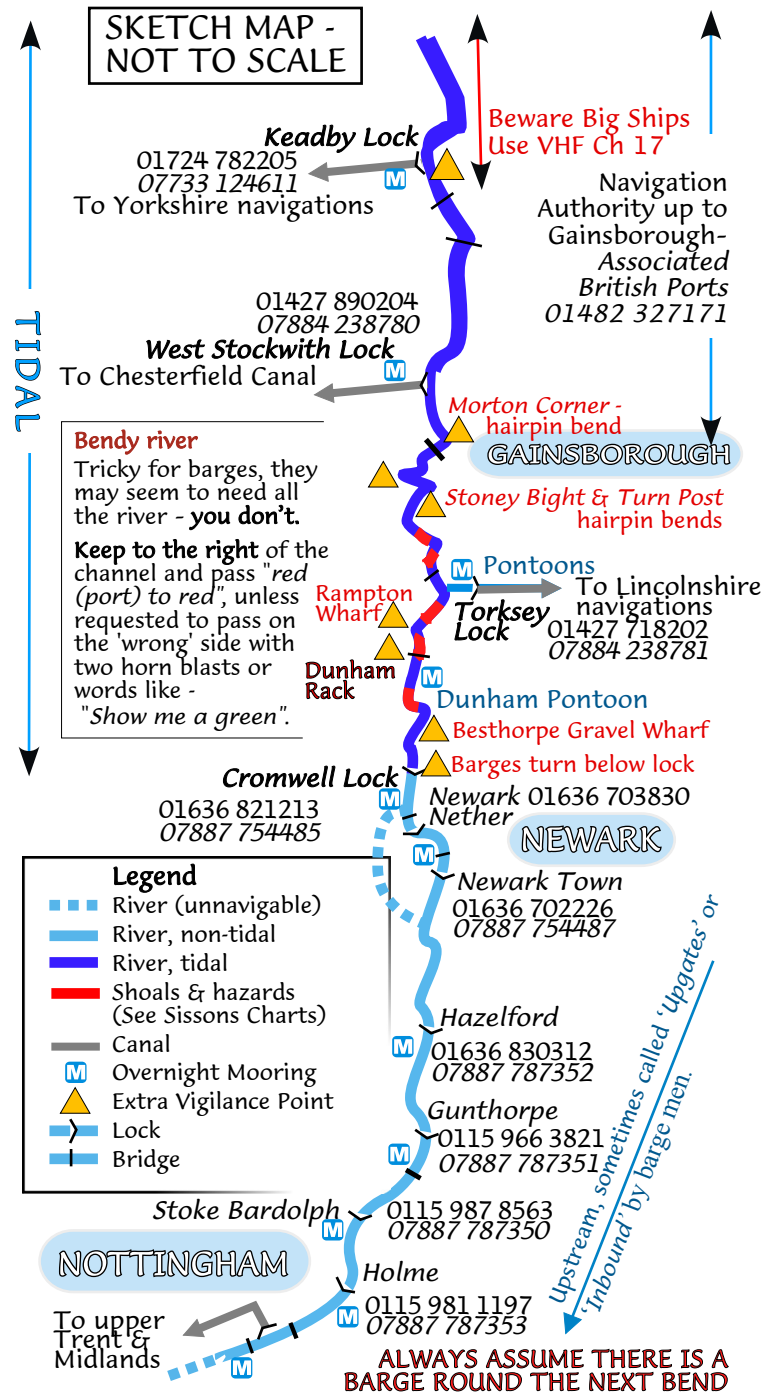 SKETCH MAP -
NOT TO SCALE
Beware Big Ships
Use VHF Ch 17
Keadby Lock
01724 782205
07733 124611
M
To Yorkshire navigations
Navigation
Authority up to
Gainsborough-
Associated
British Ports
01482 327171
TIDAL
01427 890204
07884 238780
West Stockwith Lock
M
To Chesterfield Canal
Morton Corner -
hairpin bend
GAINSBOROUGH
Stoney Bight & Turn Post
hairpin bends
Bendy river
Tricky for barges, they
may seem to need all
the river - you don't.
Keep to the right of the
channel and pass "red
(port) to red", unless
requested to pass on
the 'wrong' side with
two horn blasts or
words like -
"Show me a green".
M
Pontoons
To Lincolnshire
navigations
Torksey
Lock
01427 718202
07884 238781
Rampton
Wharf
Dunham
Rack
M
Dunham Pontoon
Besthorpe Gravel Wharf
Barges turn below lock
Cromwell Lock
01636 821213
07887 754485
M
Newark 01636 703830
Nether
NEWARK
M
Newark Town
01636 702226
07887 754487
Legend
River (unnavigable)
River, non-tidal
River, tidal
Shoals & hazards
(See Sissons Charts)
Canal
M Overnight Mooring
Extra Vigilance Point
Lock
Bridge
Hazelford
M
01636 830312
07887 787352
Gunthorpe
0115 966 3821
M
07887 787351
Stoke Bardolph
0115 987 8563
07887 787350
M
NOTTINGHAM
Holme
0115 981 1197
07887 787353
M
To upper
Trent &
Midlands
M
Upstream, sometimes called 'Upgates' or
'Inbound' by barge men.
ALWAYS ASSUME THERE IS A
BARGE ROUND THE NEXT BEND